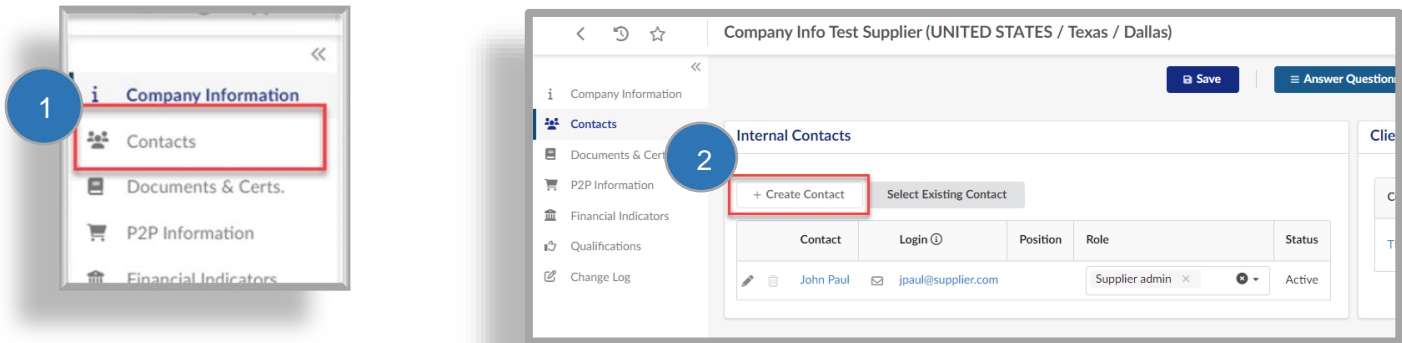 1
Company Information
Contacts
Documents & Certs.
P2P Information
Financial Indicators
Company Info Test Supplier (UNITED STATES / Texas / Dallas)
Save
Answer Question
i Company Information
Contacts
Documents & Cert
P2P Information
Financial Indicators
Qualifications
Change Log
2
Internal Contacts
+ Create Contact
Select Existing Contact
Contact Login Position Role Status
John Paul jpaul@supplier.com Supplier admin × Active
Clie
C
T